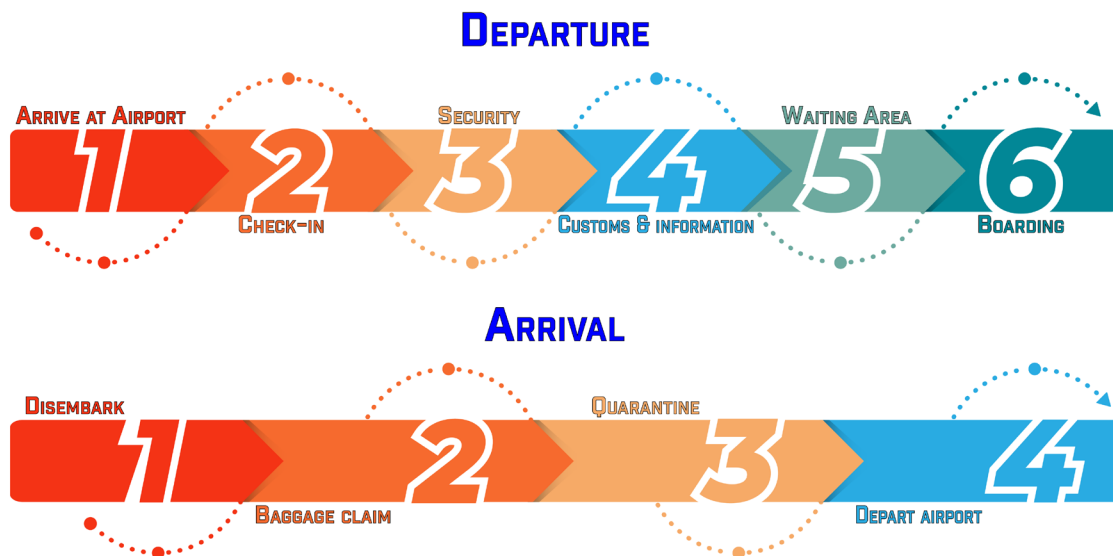 DEPARTURE
ARRIVE AT AIRPORT
SECURITY
WAITING AREA
1 2 3 4 5 6
CHECK-IN
CUSTOMS & INFORMATION
BOARDING
ARRIVAL
DISEMBARK
QUARANTINE
1 2 3 4
BAGGAGE CLAIM
DEPART AIRPORT